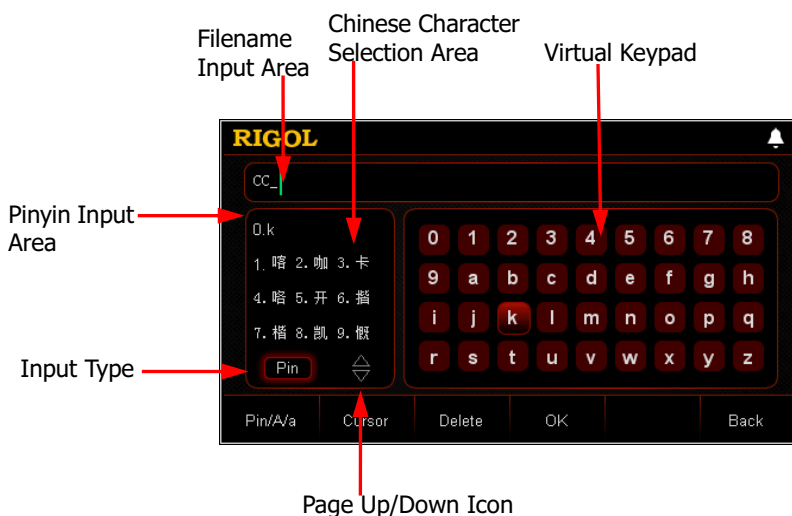 Filename
Input Area
Chinese Character
Selection Area
Virtual Keypad
RIGOL
CC_
Pinyin Input
Area
0.k
1. 喀 2. 咖 3. 卡
4. 咯 5. 开 6. 揩
7. 楷 8. 凯 9. 慨
Pin
0 1 2 3 4 5 6 7 8
9 a b c d e f g h
i j k l m n o p q
r s t u v w x y z
Input Type
Pin/A/a Cursor Delete OK Back
Page Up/Down Icon